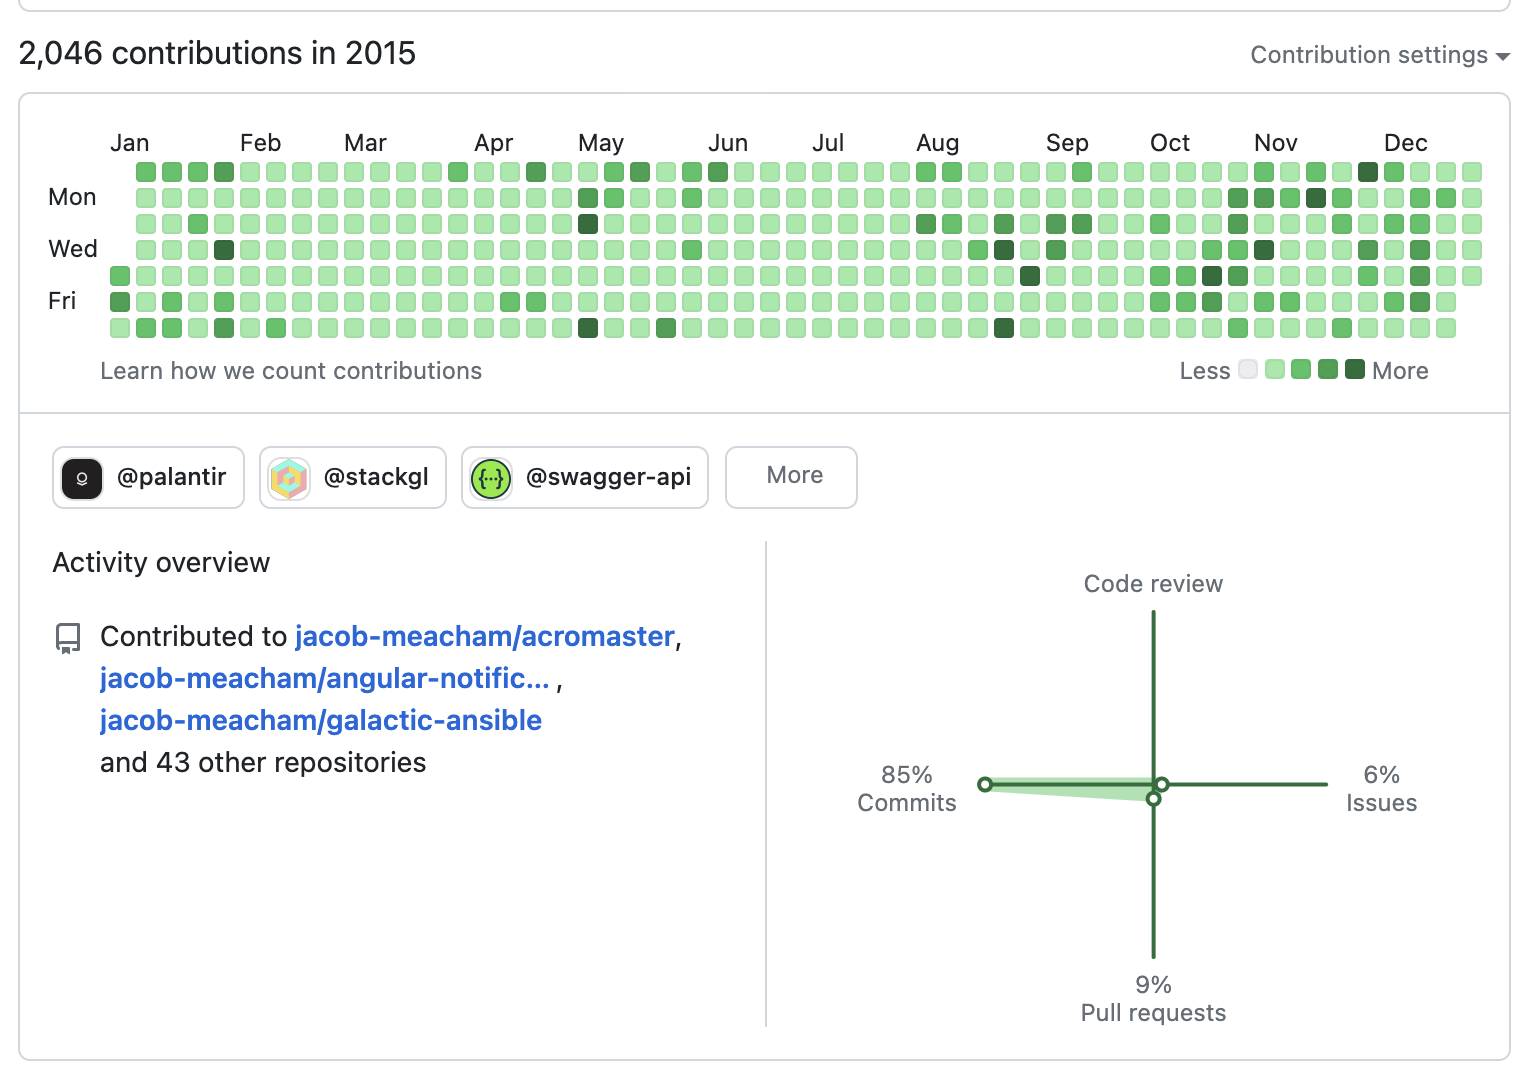 2,046 contributions in 2015
Contribution settings
Jan Feb Mar Apr May Jun Jul Aug Sep Oct Nov Dec
Mon
Wed
Fri
Learn how we count contributions
Less More
@palantir @stackgl @swagger-api More
Activity overview
Contributed to jacob-meacham/acromaster,
jacob-meacham/angular-notific... ,
jacob-meacham/galactic-ansible
and 43 other repositories
Code review
85%
Commits
6%
Issues
9%
Pull requests